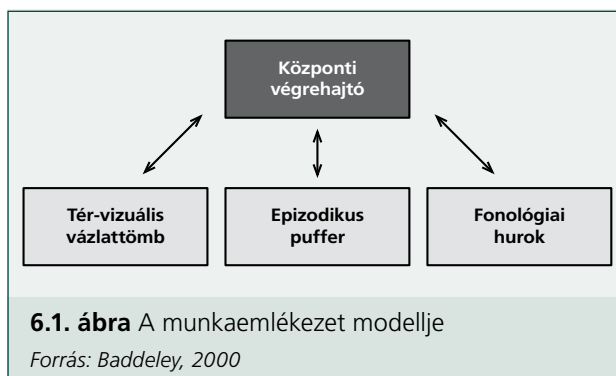 Központi
végrehajtó
Tér-vizuális
vázlattömb
Epizodikus
puffer
Fonológiai
hurok
6.1. ábra A munkaemlékezet modellje
Forrás: Baddeley, 2000